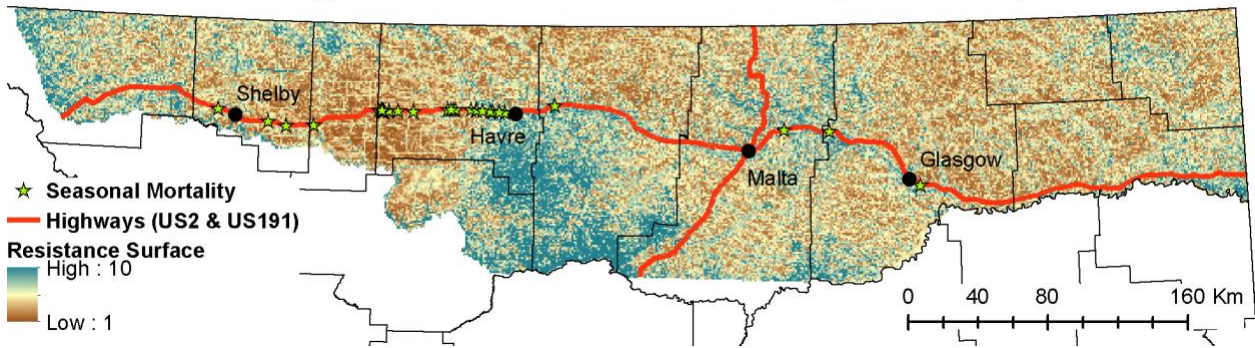 Shelby
Havre
Malta
Glasgow
Seasonal Mortality
Highways (US2 & US191)
Resistance Surface
High : 10
Low : 1
0 40 80 160 Km